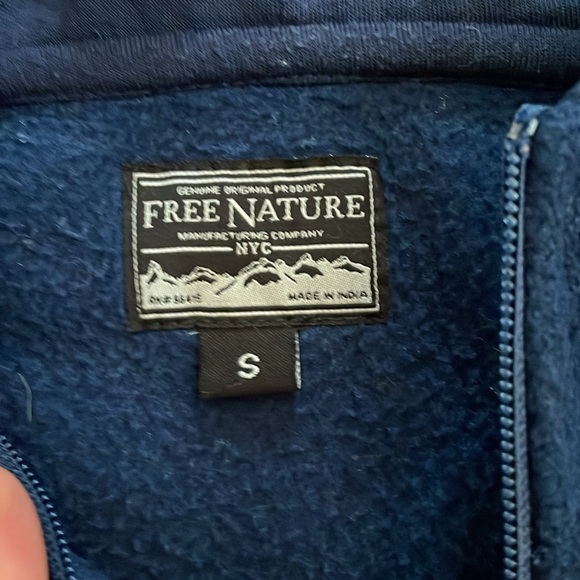 GENUINE ORIGINAL PRODUCT
FREE NATURE
MANUFACTURING COMPANY
NYC
MADE IN INDIA
S